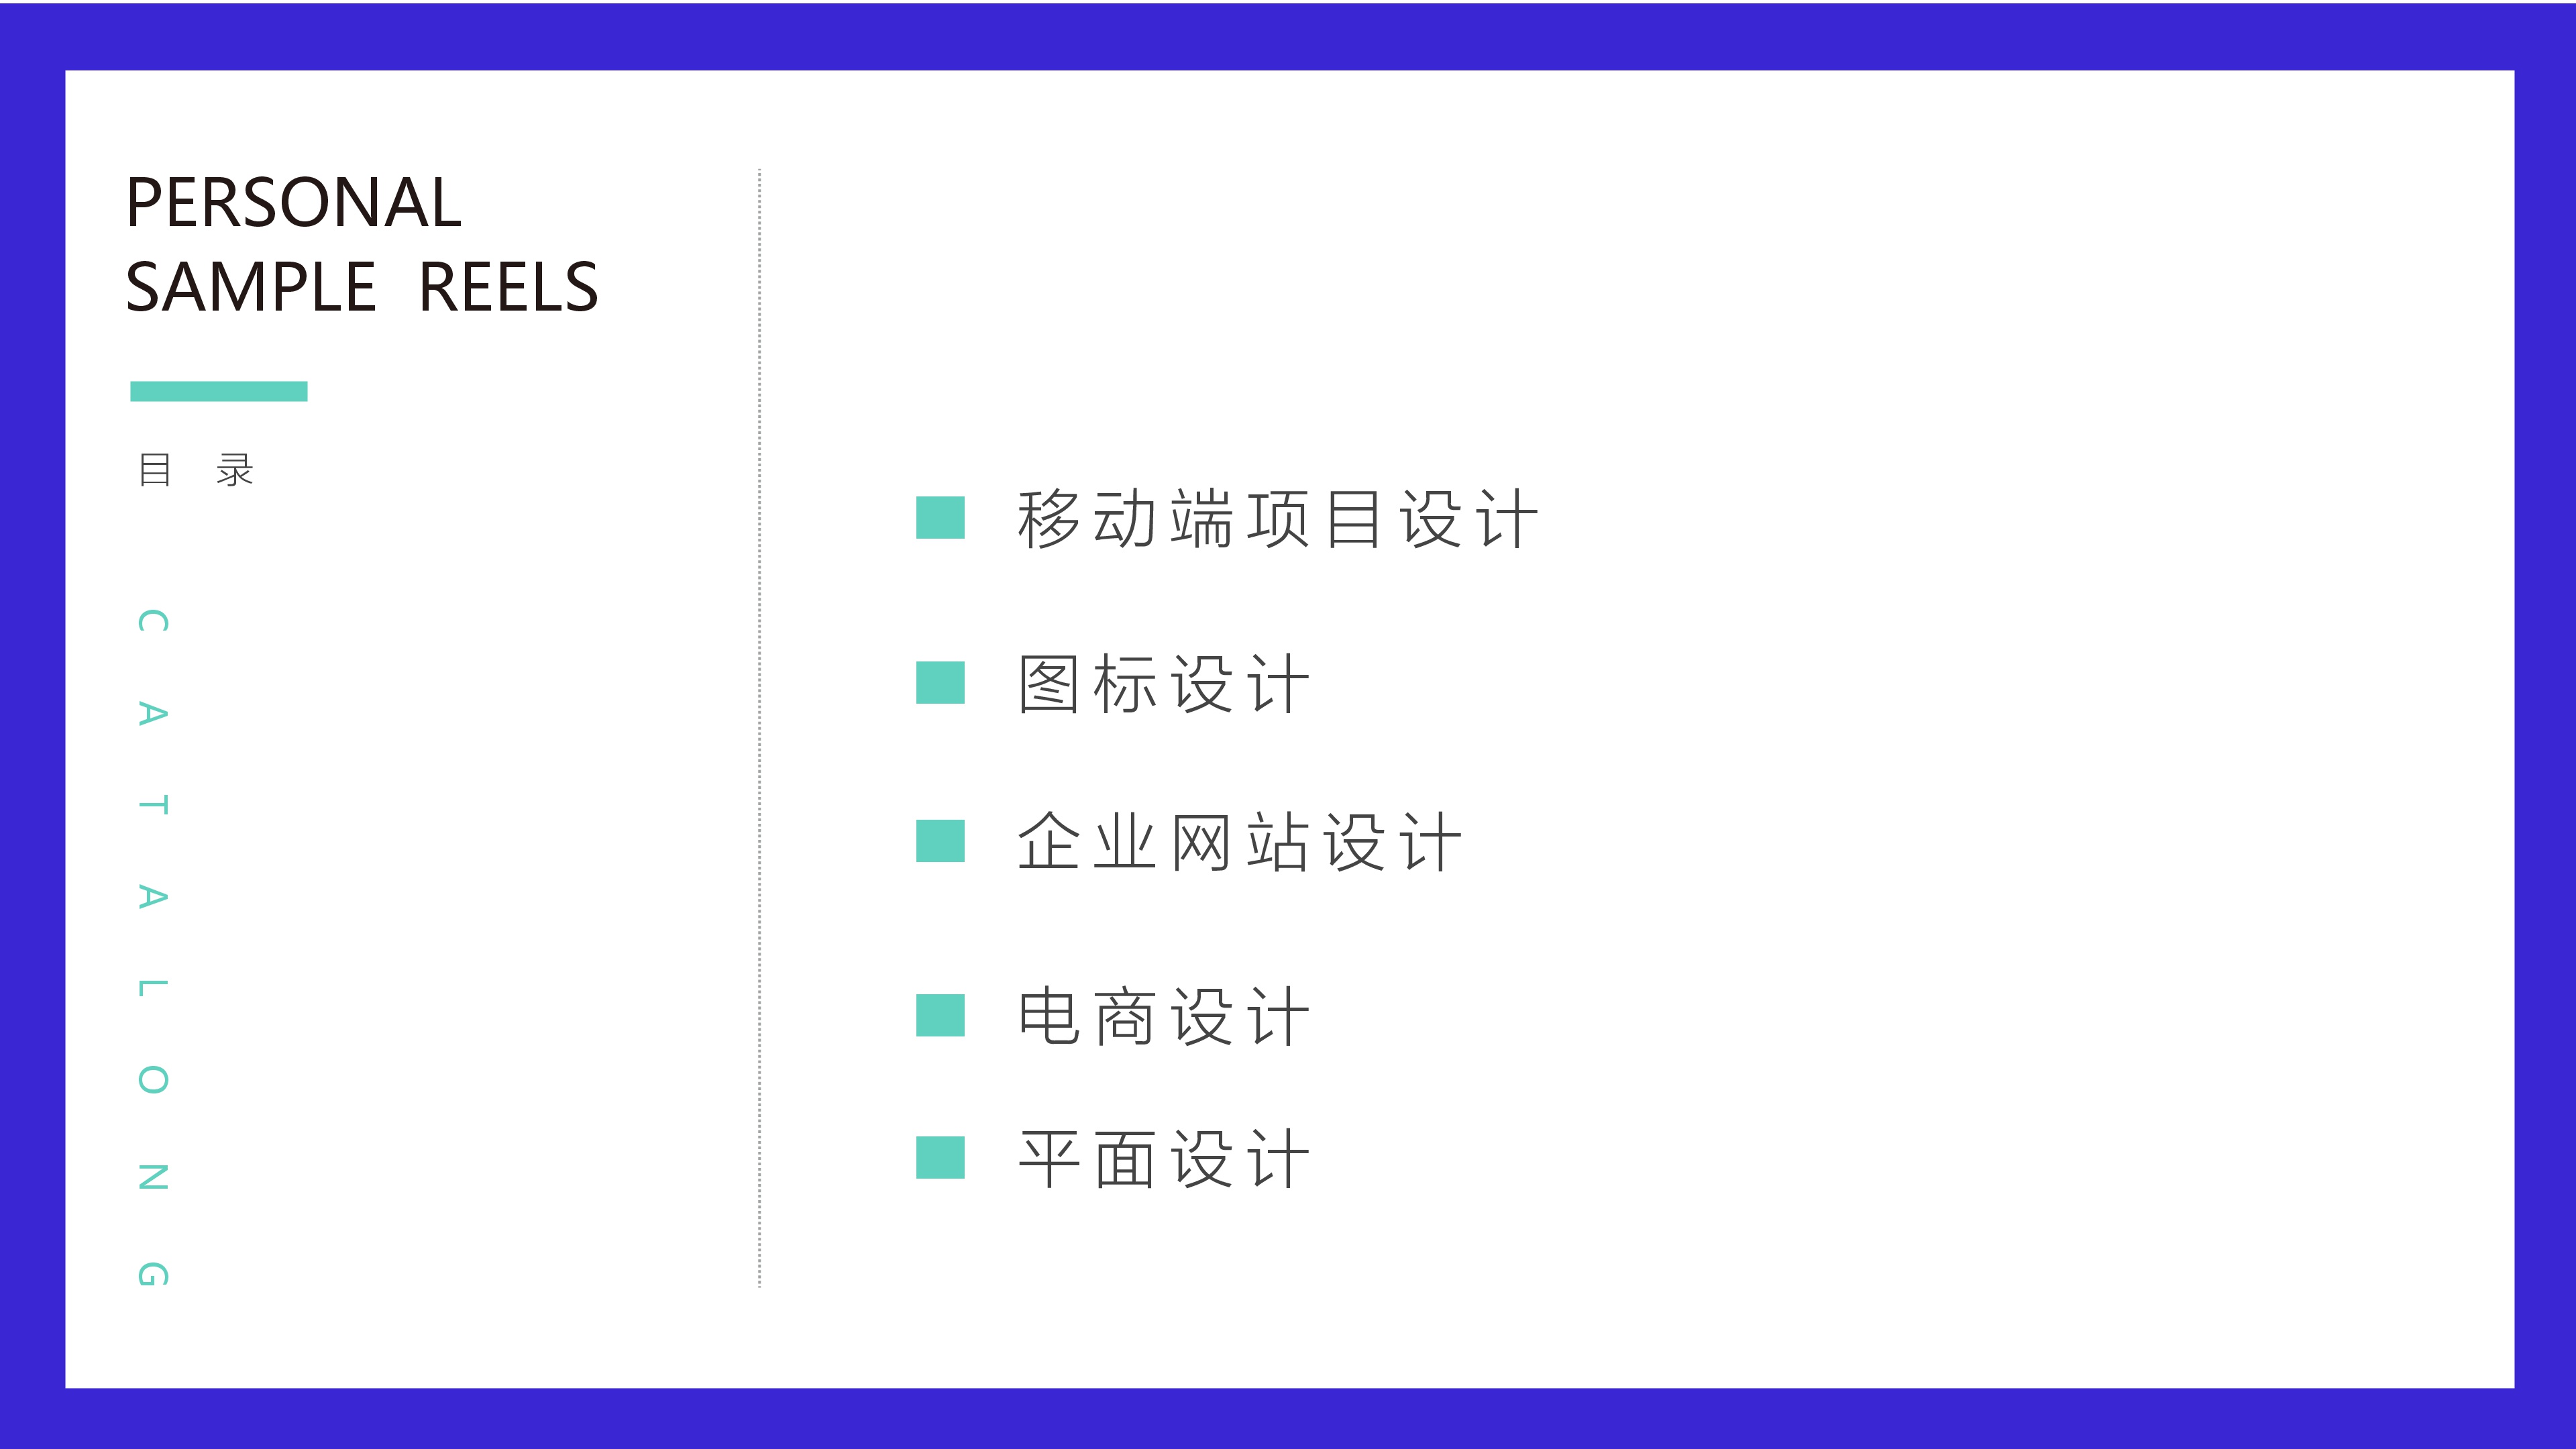 PERSONAL
SAMPLE REELS
目 录
CATALONG
移动端项目设计
图标设计
企业网站设计
电商设计
平面设计